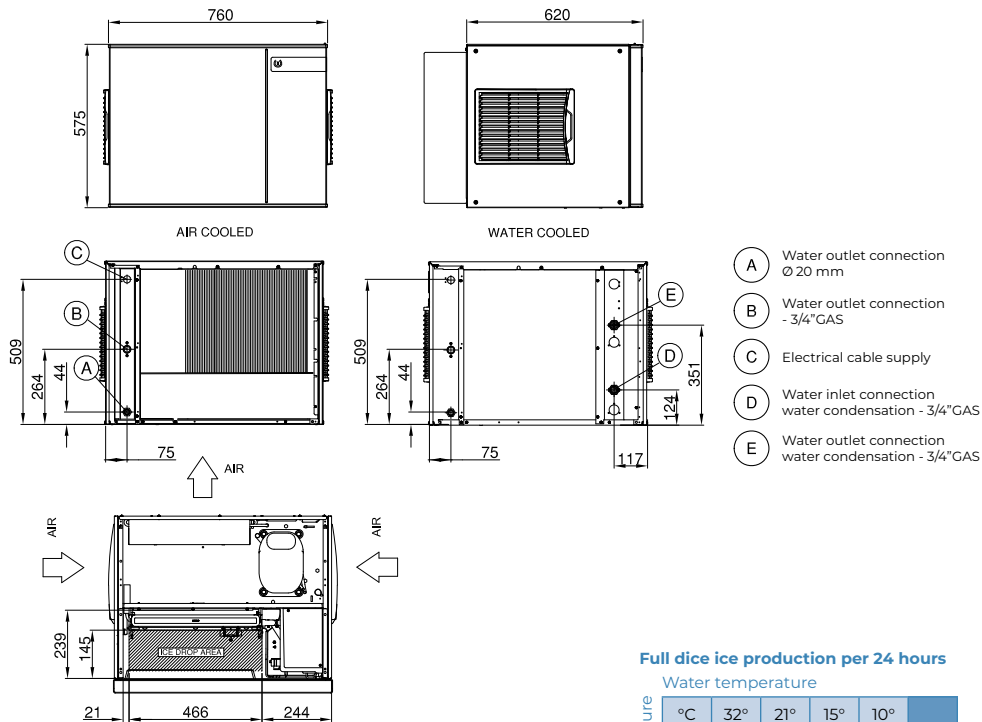 760
620
575
AIR COOLED
WATER COOLED
C
B
A
509
264
44
75
E
D
509
264
44
351
124
75
117
A
Water outlet connection
Ø 20 mm
B
Water outlet connection
- 3/4”GAS
C
Electrical cable supply
D
Water inlet connection
water condensation - 3/4”GAS
E
Water outlet connection
water condensation - 3/4”GAS
AIR
AIR
AIR
239
145
ICE DROP AREA
21
466
244
Full dice ice production per 24 hours
Water temperature
°C 32° 21° 15° 10°